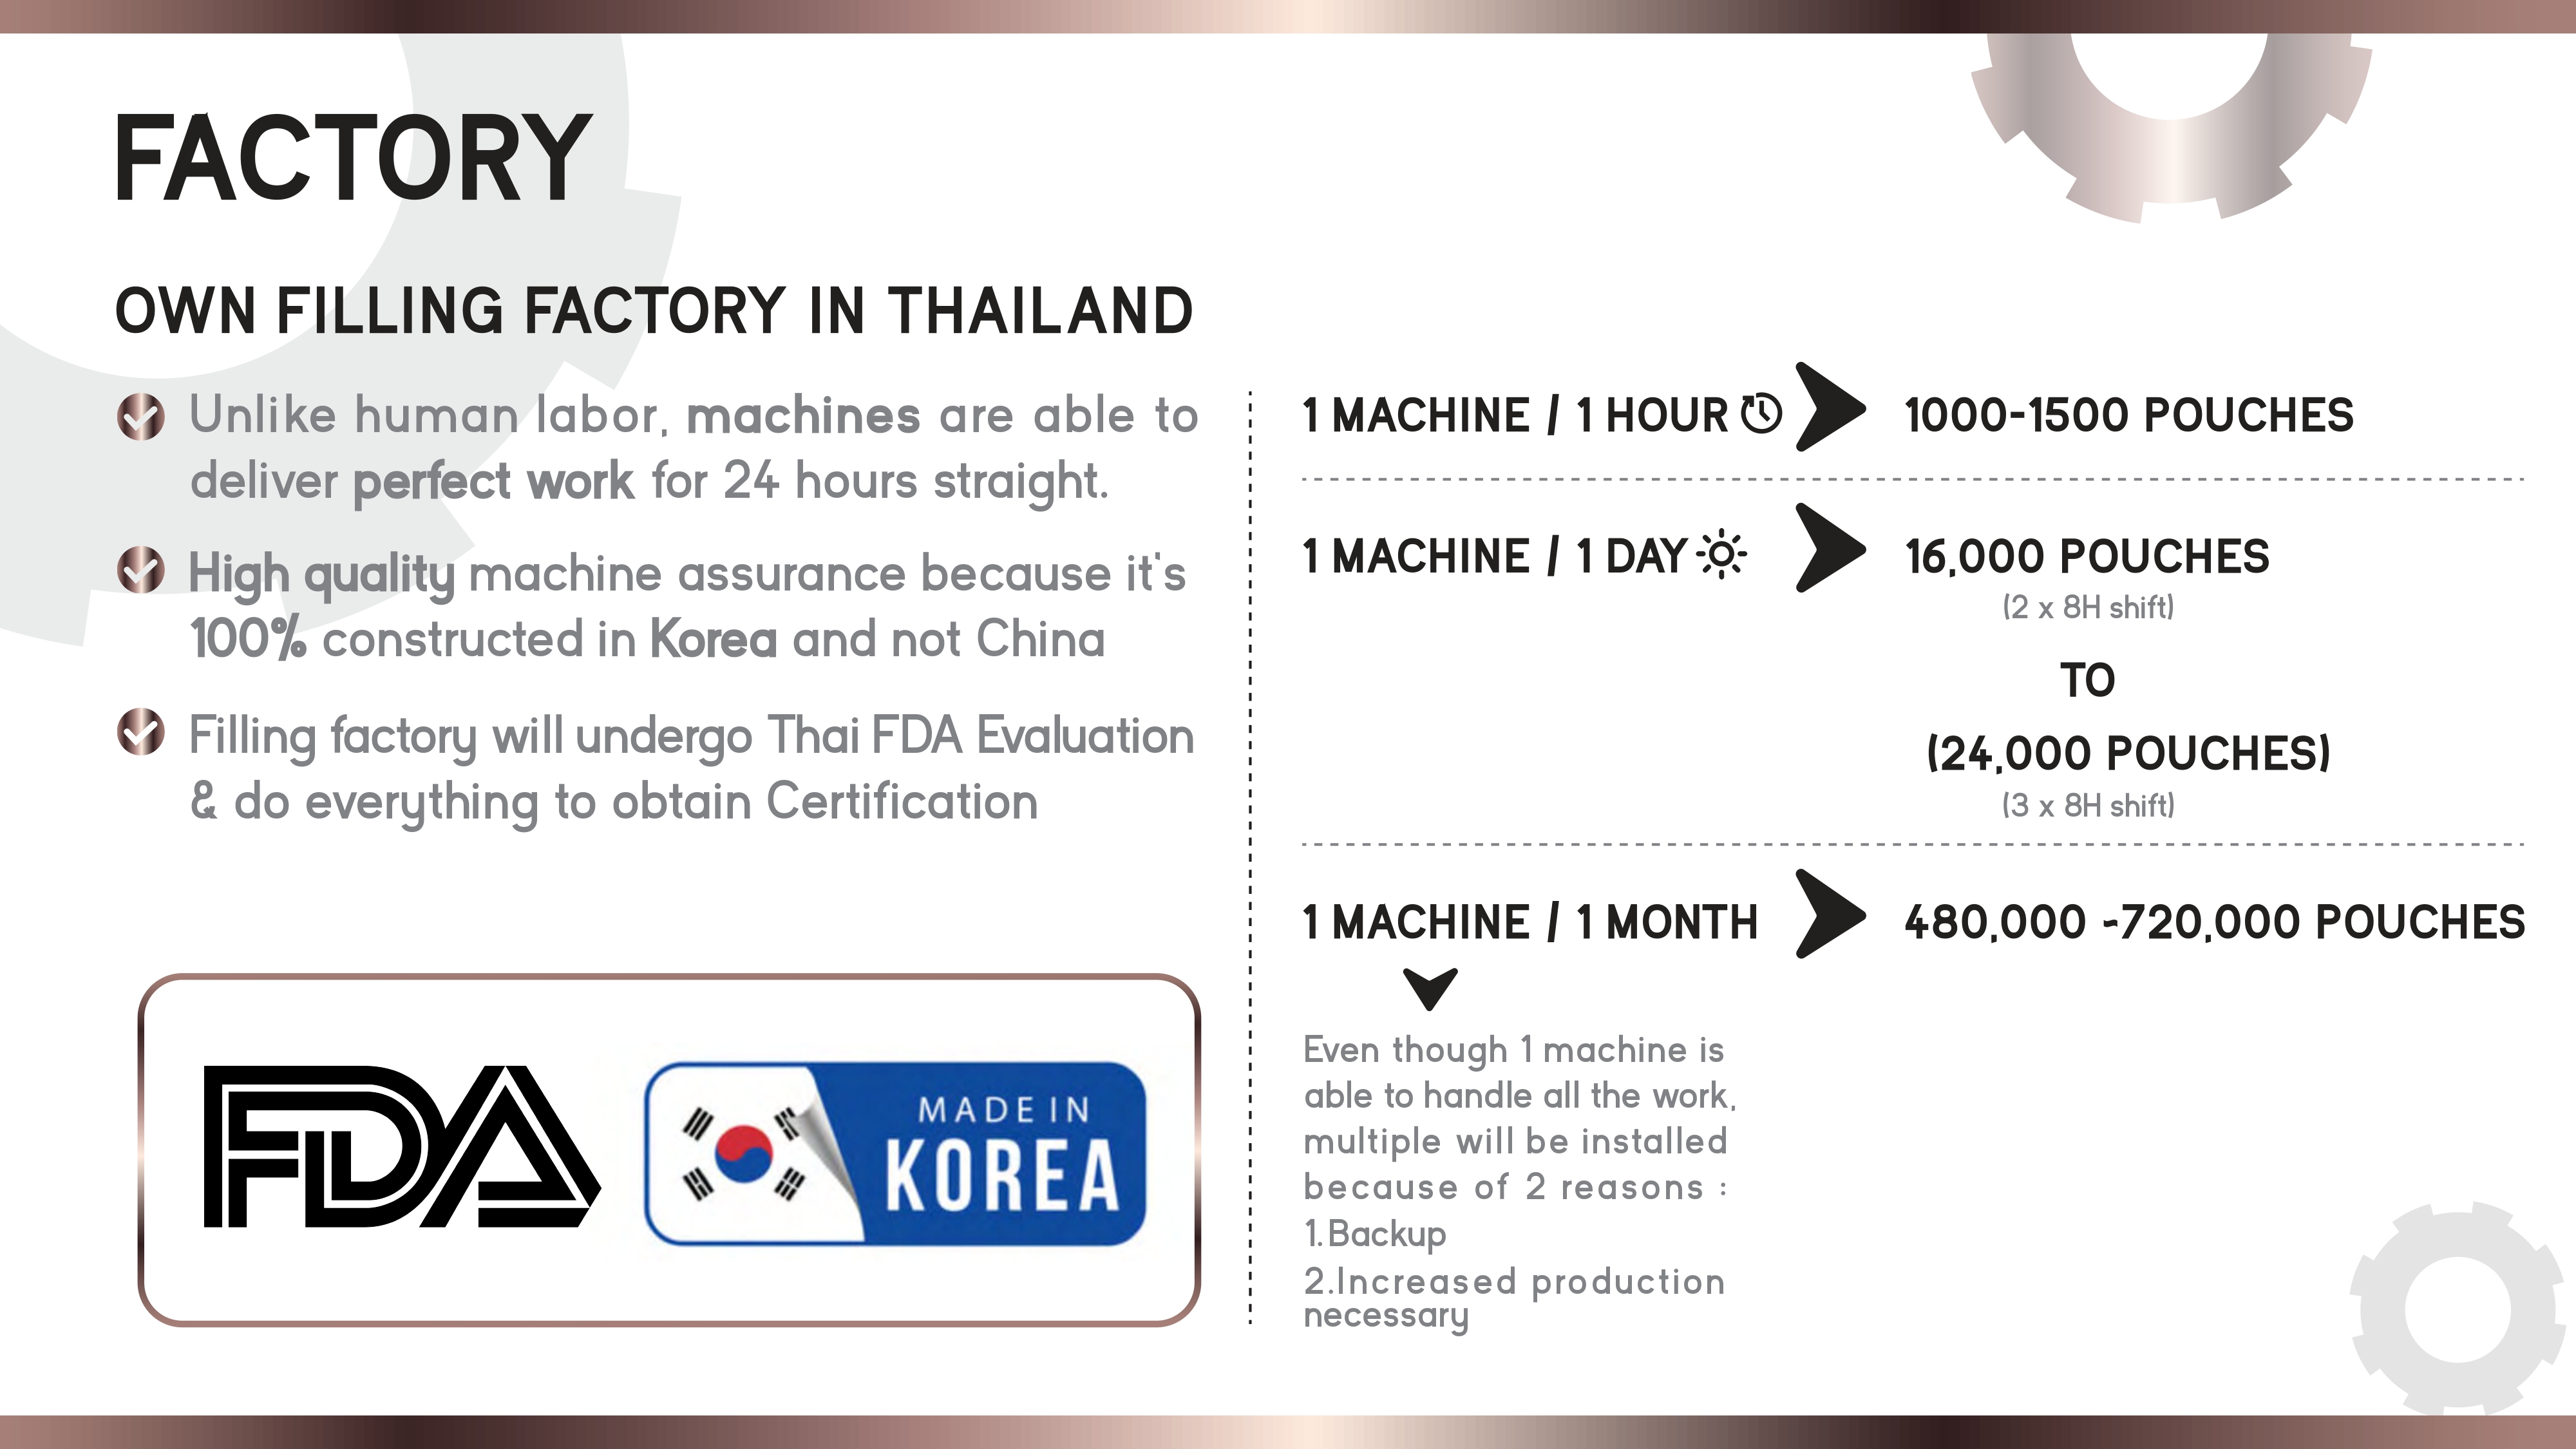 FACTORY
OWN FILLING FACTORY IN THAILAND
Unlike human labor, machines are able to
deliver perfect work for 24 hours straight.
High quality machine assurance because it's
100% constructed in Korea and not China
Filling factory will undergo Thai FDA Evaluation
& do everything to obtain Certification
FDA
MADE IN
KOREA
1 MACHINE / 1 HOUR
1000-1500 POUCHES
1 MACHINE / 1 DAY
16,000 POUCHES
(2 x 8H shift)
TO
(24,000 POUCHES)
(3 x 8H shift)
1 MACHINE / 1 MONTH
480,000 ~720,000 POUCHES
Even though 1 machine is
able to handle all the work,
multiple will be installed
because of 2 reasons :
1.Backup
2.Increased production
necessary